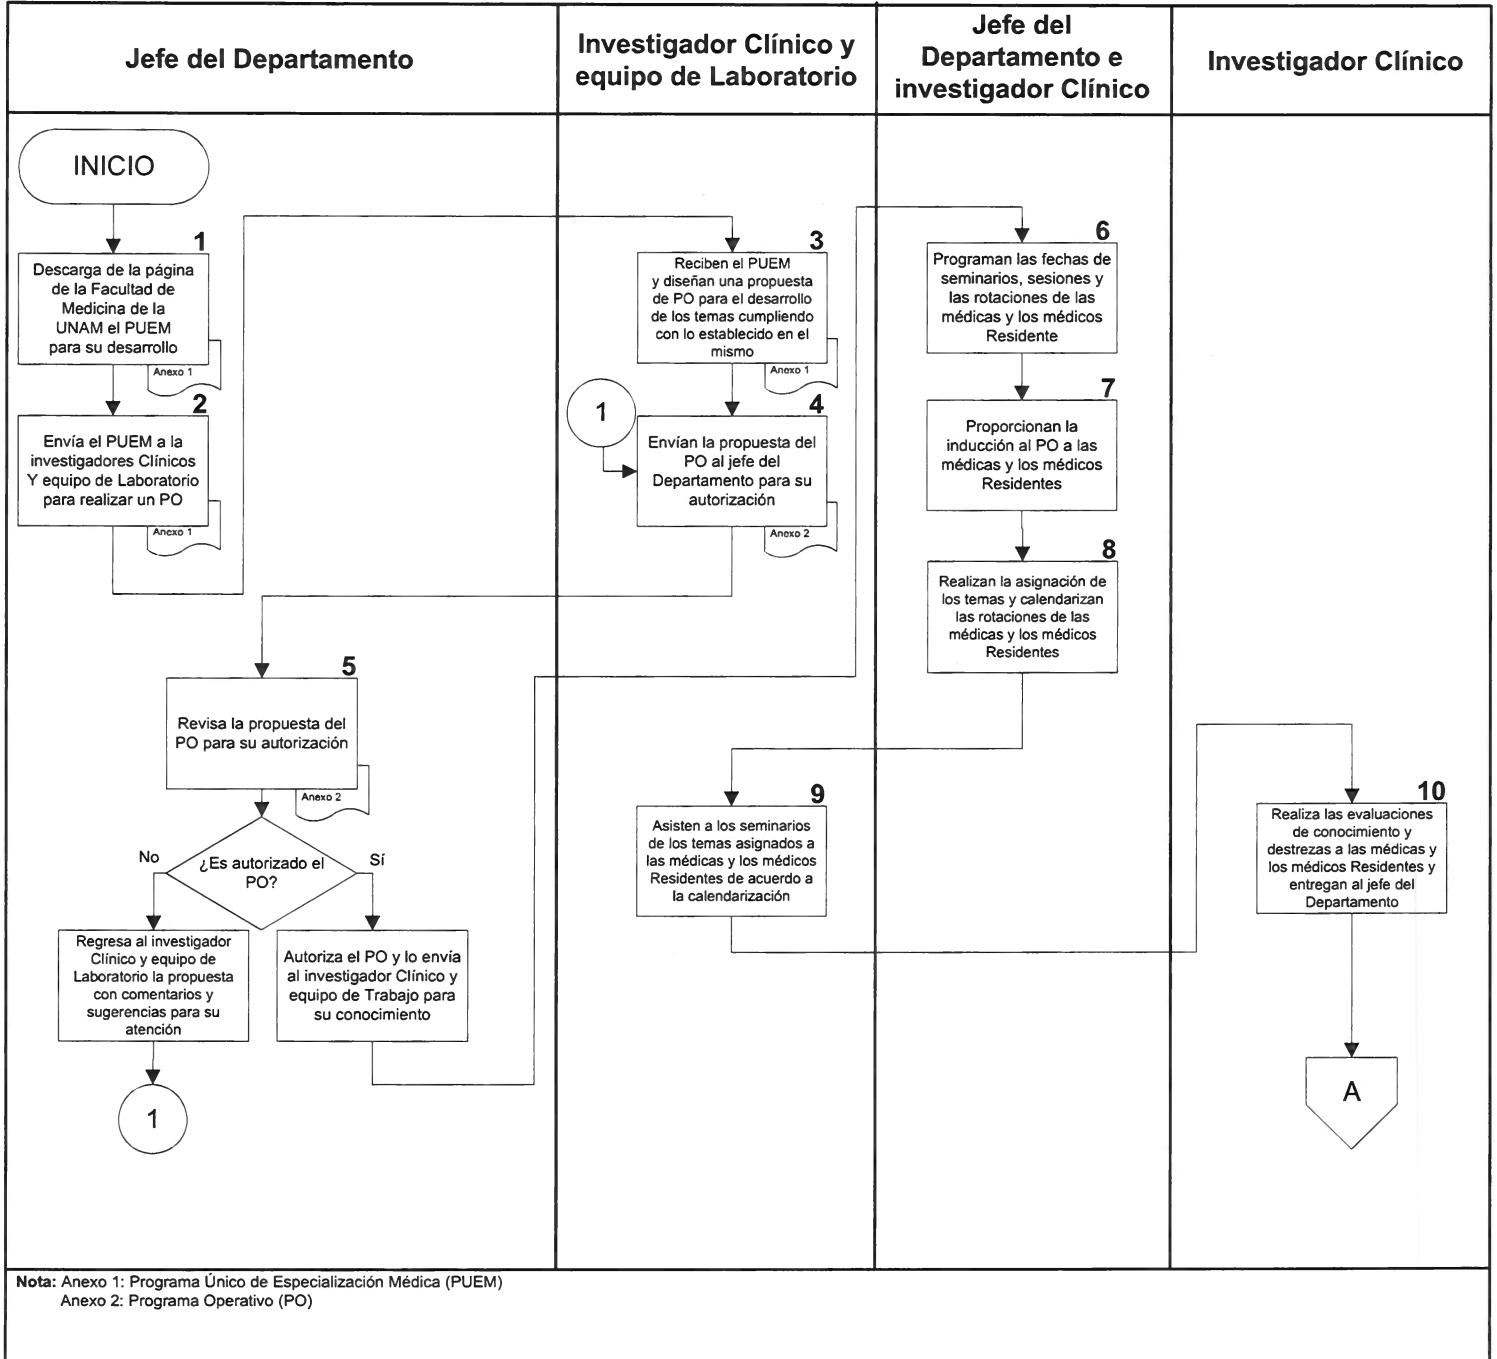 Jefe del Departamento
Investigador Clínico y
equipo de Laboratorio
Jefe del
Departamento e
investigador Clínico
Investigador Clínico
INICIO
1
Descarga de la página
de la Facultad de
Medicina de la
UNAM el PUEM
para su desarrollo
Anexo 1
2
Envía el PUEM a la
investigadores Clínicos
Y equipo de Laboratorio
para realizar un PO
Anexo 1
3
Reciben el PUEM
y diseñan una propuesta
de PO para el desarrollo
de los temas cumpliendo
con lo establecido en el
mismo
Anexo 1
1
4
Envían la propuesta del
PO al jefe del
Departamento para su
autorización
Anexo 2
5
Revisa la propuesta del
PO para su autorización
Anexo 2
¿Es autorizado el
PO?
No
Sí
Regresa al investigador
Clínico y equipo de
Laboratorio la propuesta
con comentarios y
sugerencias para su
atención
1
Autoriza el PO y lo envía
al investigador Clínico y
equipo de Trabajo para
su conocimiento
6
Programan las fechas de
seminarios, sesiones y
las rotaciones de las
médicas y los médicos
Residente
7
Proporcionan la
inducción al PO a las
médicas y los médicos
Residentes
8
Realizan la asignación de
los temas y calendarizan
las rotaciones de las
médicas y los médicos
Residentes
9
Asisten a los seminarios
de los temas asignados a
las médicas y los médicos
Residentes de acuerdo a
la calendarización
10
Realiza las evaluaciones
de conocimiento y
destrezas a las médicas y
los médicos Residentes y
entregan al jefe del
Departamento
A
Nota: Anexo 1: Programa Único de Especialización Médica (PUEM)
Anexo 2: Programa Operativo (PO)